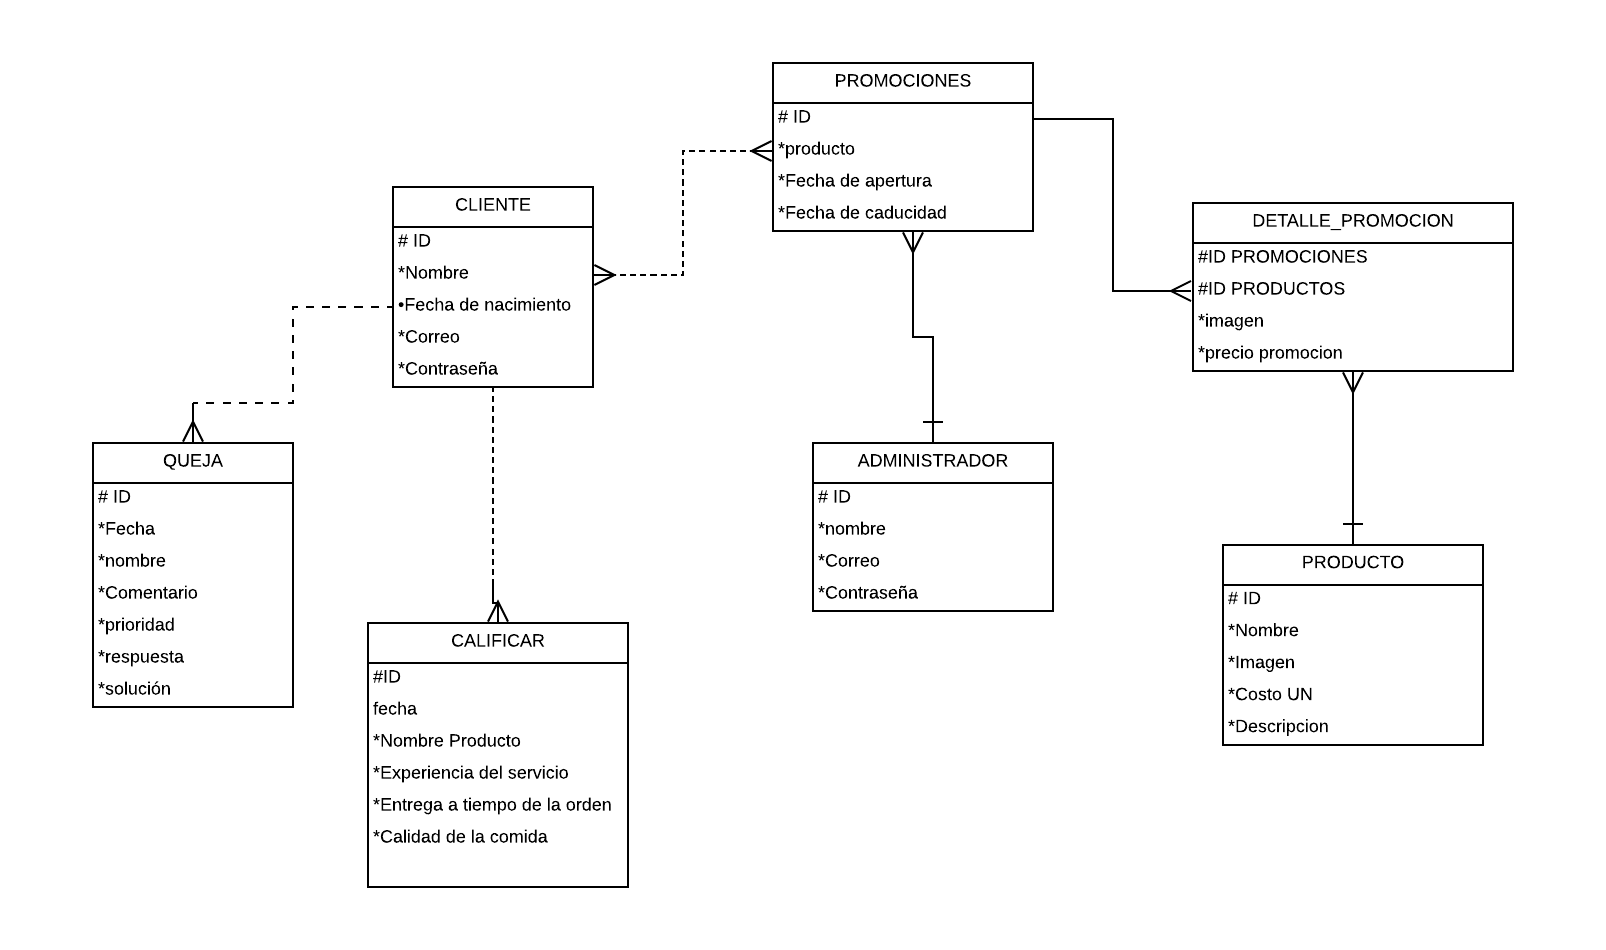 PROMOCIONES
# ID
*producto
*Fecha de apertura
*Fecha de caducidad
CLIENTE
# ID
*Nombre
•Fecha de nacimiento
*Correo
*Contraseña
DETALLE_PROMOCION
#ID PROMOCIONES
#ID PRODUCTOS
*imagen
*precio promocion
QUEJA
# ID
*Fecha
*nombre
*Comentario
*prioridad
*respuesta
*solución
ADMINISTRADOR
# ID
*nombre
*Correo
*Contraseña
PRODUCTO
# ID
*Nombre
*Imagen
*Costo UN
*Descripcion
CALIFICAR
#ID
fecha
*Nombre Producto
*Experiencia del servicio
*Entrega a tiempo de la orden
*Calidad de la comida